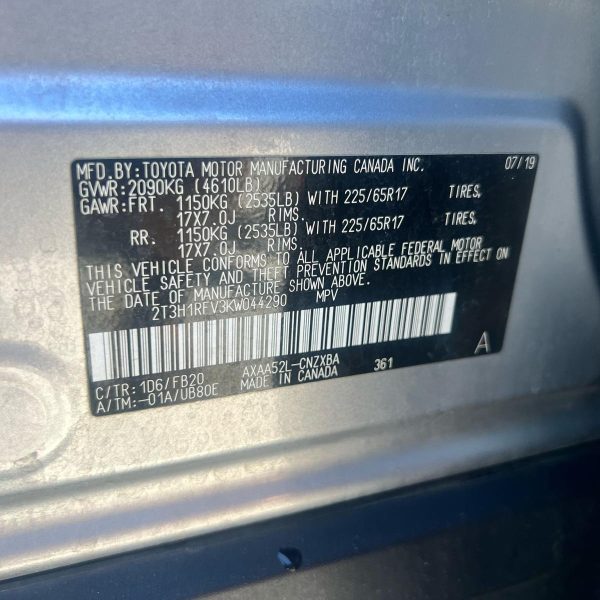 MFD.BY:TOYOTA MOTOR MANUFACTURING CANADA INC. 07/19
GVWR:2090KG (4610LB)
GAWR:FRT. 1150KG (2535LB) WITH 225/65R17 TIRES,
17X7.0J RIMS.
RR. 1150KG (2535LB) WITH 225/65R17 TIRES,
17X7.0J RIMS.
THIS VEHICLE CONFORMS TO ALL APPLICABLE FEDERAL MOTOR
VEHICLE SAFETY AND THEFT PREVENTION STANDARDS IN EFFECT ON
THE DATE OF MANUFACTURE SHOWN ABOVE.
2T3H1RFV3KW044290 MPV
A
C/TR:1D6/FB20 AXAA52L-CNZXBA 361
A/TM:-01A/UB80E MADE IN CANADA